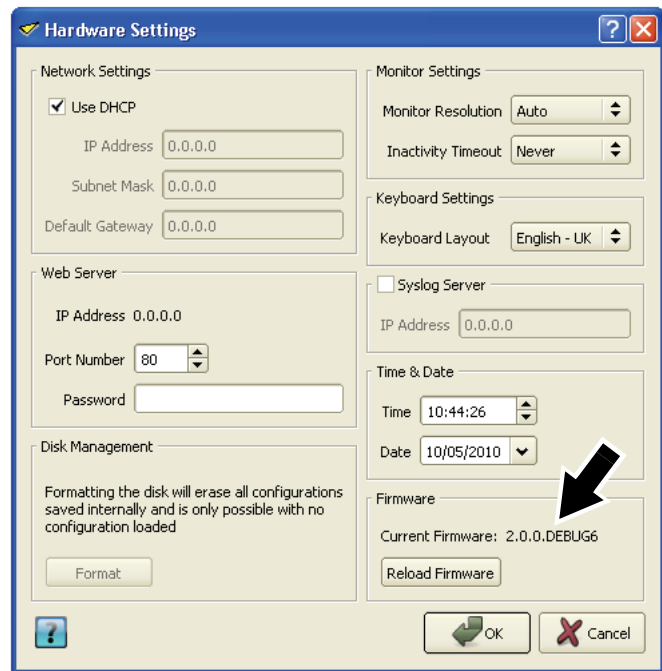 Hardware Settings
Network Settings
Use DHCP
IP Address 0.0.0.0
Subnet Mask 0.0.0.0
Default Gateway 0.0.0.0
Web Server
IP Address 0.0.0.0
Port Number 80
Password
Disk Management
Formatting the disk will erase all configurations
saved internally and is only possible with no
configuration loaded
Format
Monitor Settings
Monitor Resolution Auto
Inactivity Timeout Never
Keyboard Settings
Keyboard Layout English - UK
Syslog Server
IP Address 0.0.0.0
Time & Date
Time 10:44:26
Date 10/05/2010
Firmware
Current Firmware: 2.0.0.DEBUG6
Reload Firmware
OK
Cancel